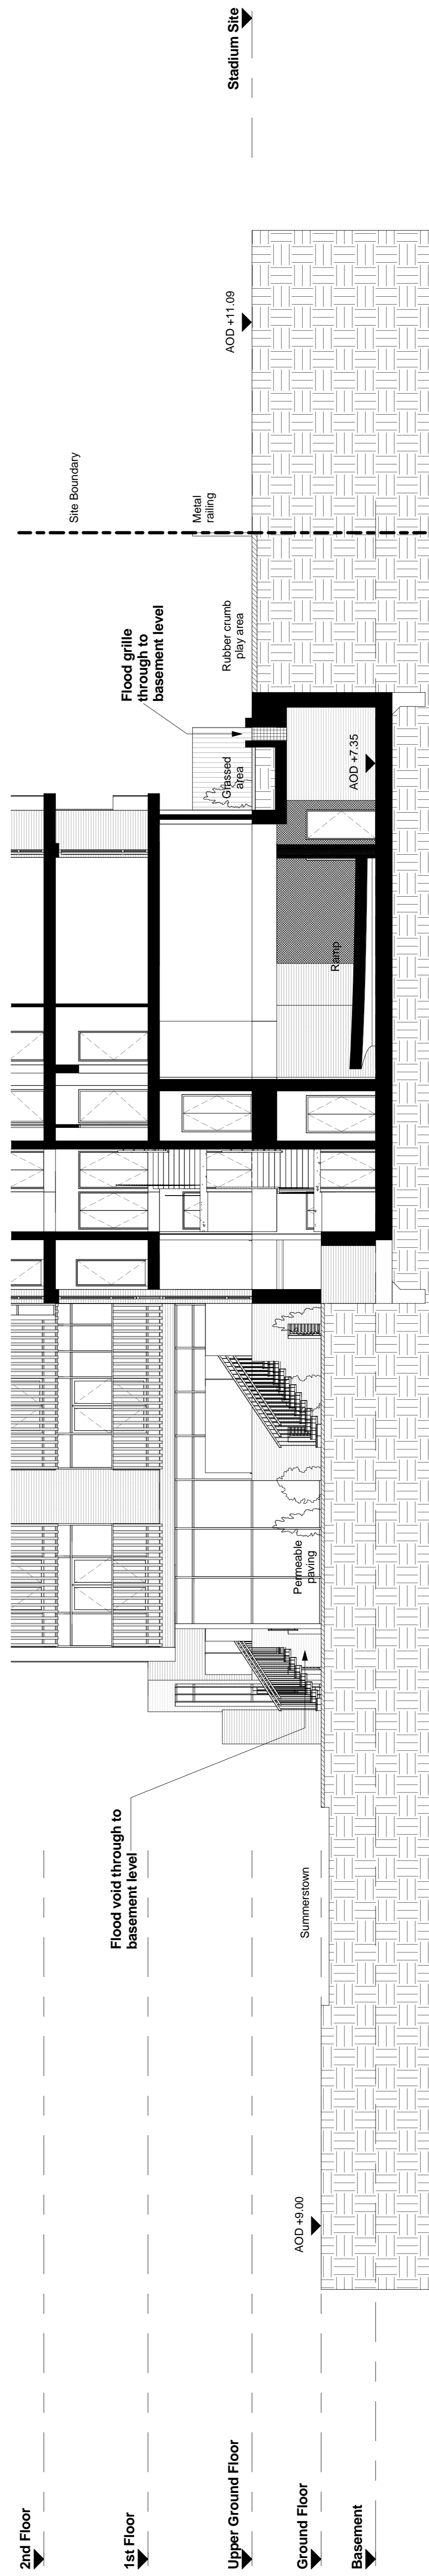 2nd Floor
1st Floor
Upper Ground Floor
Ground Floor
Basement
AOD +9.00
Summerstown
Flood void through to
basement level
Permeable
paving
Ramp
Grassed
area
AOD +7.35
Flood grille
through to
basement level
Rubber crumb
play area
Metal
railing
Site Boundary
AOD +11.09
Stadium Site